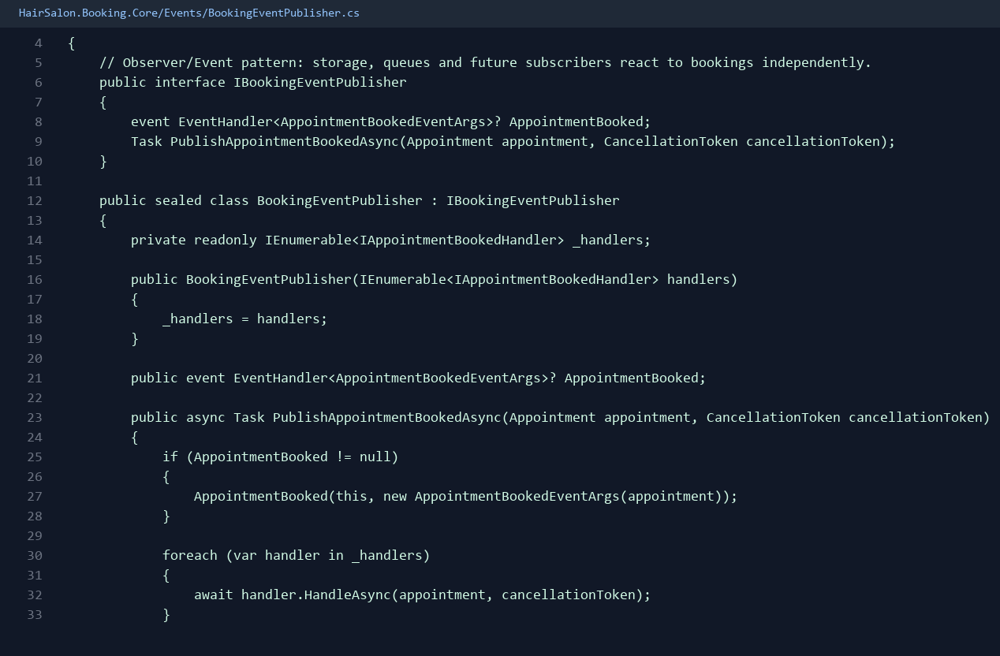 HairSalon.Booking.Core/Events/BookingEventPublisher.cs
4 {
5 // Observer/Event pattern: storage, queues and future subscribers react to bookings independently.
6 public interface IBookingEventPublisher
7 {
8 event EventHandler<AppointmentBookedEventArgs>? AppointmentBooked;
9 Task PublishAppointmentBookedAsync(Appointment appointment, CancellationToken cancellationToken);
10 }
11
12 public sealed class BookingEventPublisher : IBookingEventPublisher
13 {
14 private readonly IEnumerable<IAppointmentBookedHandler> _handlers;
15
16 public BookingEventPublisher(IEnumerable<IAppointmentBookedHandler> handlers)
17 {
18 _handlers = handlers;
19 }
20
21 public event EventHandler<AppointmentBookedEventArgs>? AppointmentBooked;
22
23 public async Task PublishAppointmentBookedAsync(Appointment appointment, CancellationToken cancellationToken)
24 {
25 if (AppointmentBooked != null)
26 {
27 AppointmentBooked(this, new AppointmentBookedEventArgs(appointment));
28 }
29
30 foreach (var handler in _handlers)
31 {
32 await handler.HandleAsync(appointment, cancellationToken);
33 }